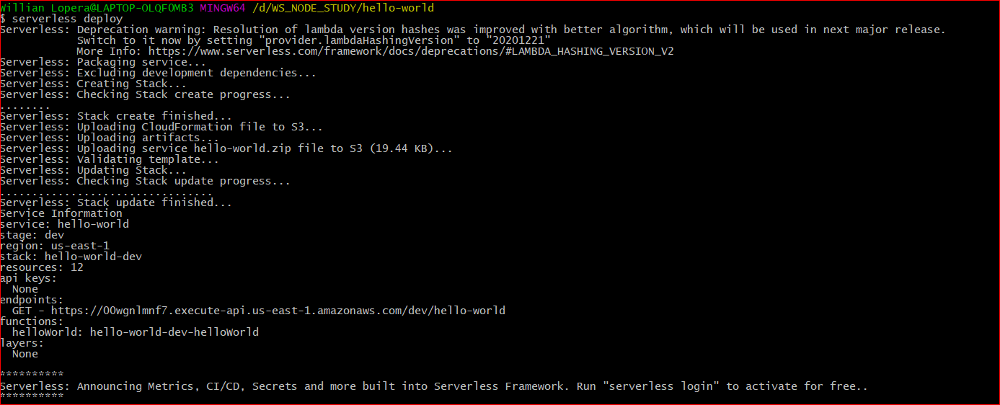 Willian Lopera@LAPTOP-OLQFOMB3 MINGW64 /d/WS_NODE_STUDY/hello-world
$ serverless deploy
Serverless: Deprecation warning: Resolution of lambda version hashes was improved with better algorithm, which will be used in next major release.
Switch to it now by setting "provider.lambdaHashingVersion" to "20201221"
More Info: https://www.serverless.com/framework/docs/deprecations/#LAMBDA_HASHING_VERSION_V2
Serverless: Packaging service...
Serverless: Excluding development dependencies...
Serverless: Creating Stack...
Serverless: Checking Stack create progress...
........
Serverless: Stack create finished...
Serverless: Uploading CloudFormation file to S3...
Serverless: Uploading artifacts...
Serverless: Uploading service hello-world.zip file to S3 (19.44 KB)...
Serverless: Validating template...
Serverless: Updating Stack...
Serverless: Checking Stack update progress...
.................................
Serverless: Stack update finished...
Service Information
service: hello-world
stage: dev
region: us-east-1
stack: hello-world-dev
resources: 12
api keys:
None
endpoints:
GET - https://00wgnlmnf7.execute-api.us-east-1.amazonaws.com/dev/hello-world
functions:
helloWorld: hello-world-dev-helloWorld
layers:
None
**********
Serverless: Announcing Metrics, CI/CD, Secrets and more built into Serverless Framework. Run "serverless login" to activate for free..
**********